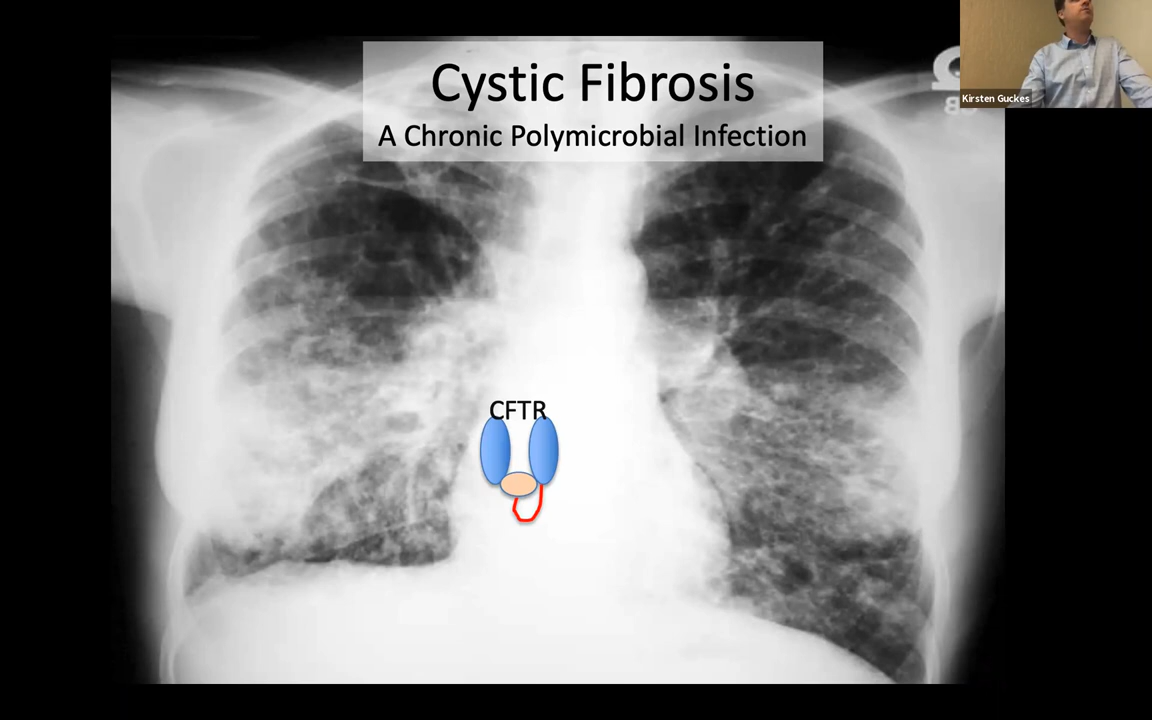 Cystic Fibrosis
A Chronic Polymicrobial Infection
Kirsten Guckes
CFTR